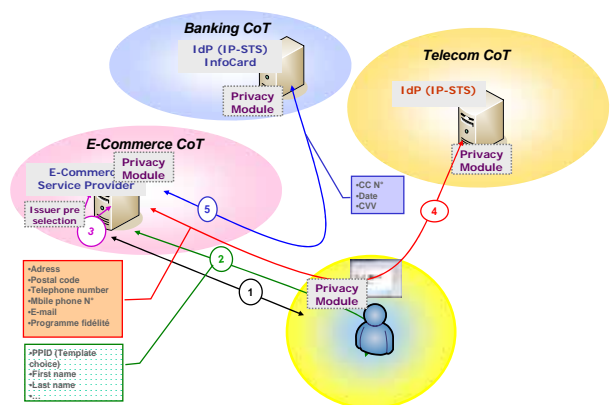 Banking CoT
IdP (IP-STS)
InfoCard
Privacy
Module
Telecom CoT
IdP (IP-STS)
Privacy
Module
E-Commerce CoT
E-Commerc
Service Provider
Privacy
Module
Issuer pre
selection
3
5
•CC N°
•Date
•CVV
4
2
1
•Adress
•Postal code
•Telephone number
•Mbile phone N°
•E-mail
•Programme fidélité
Privacy
Module
•PPID (Template
choice)
•First name
•Last name
•...